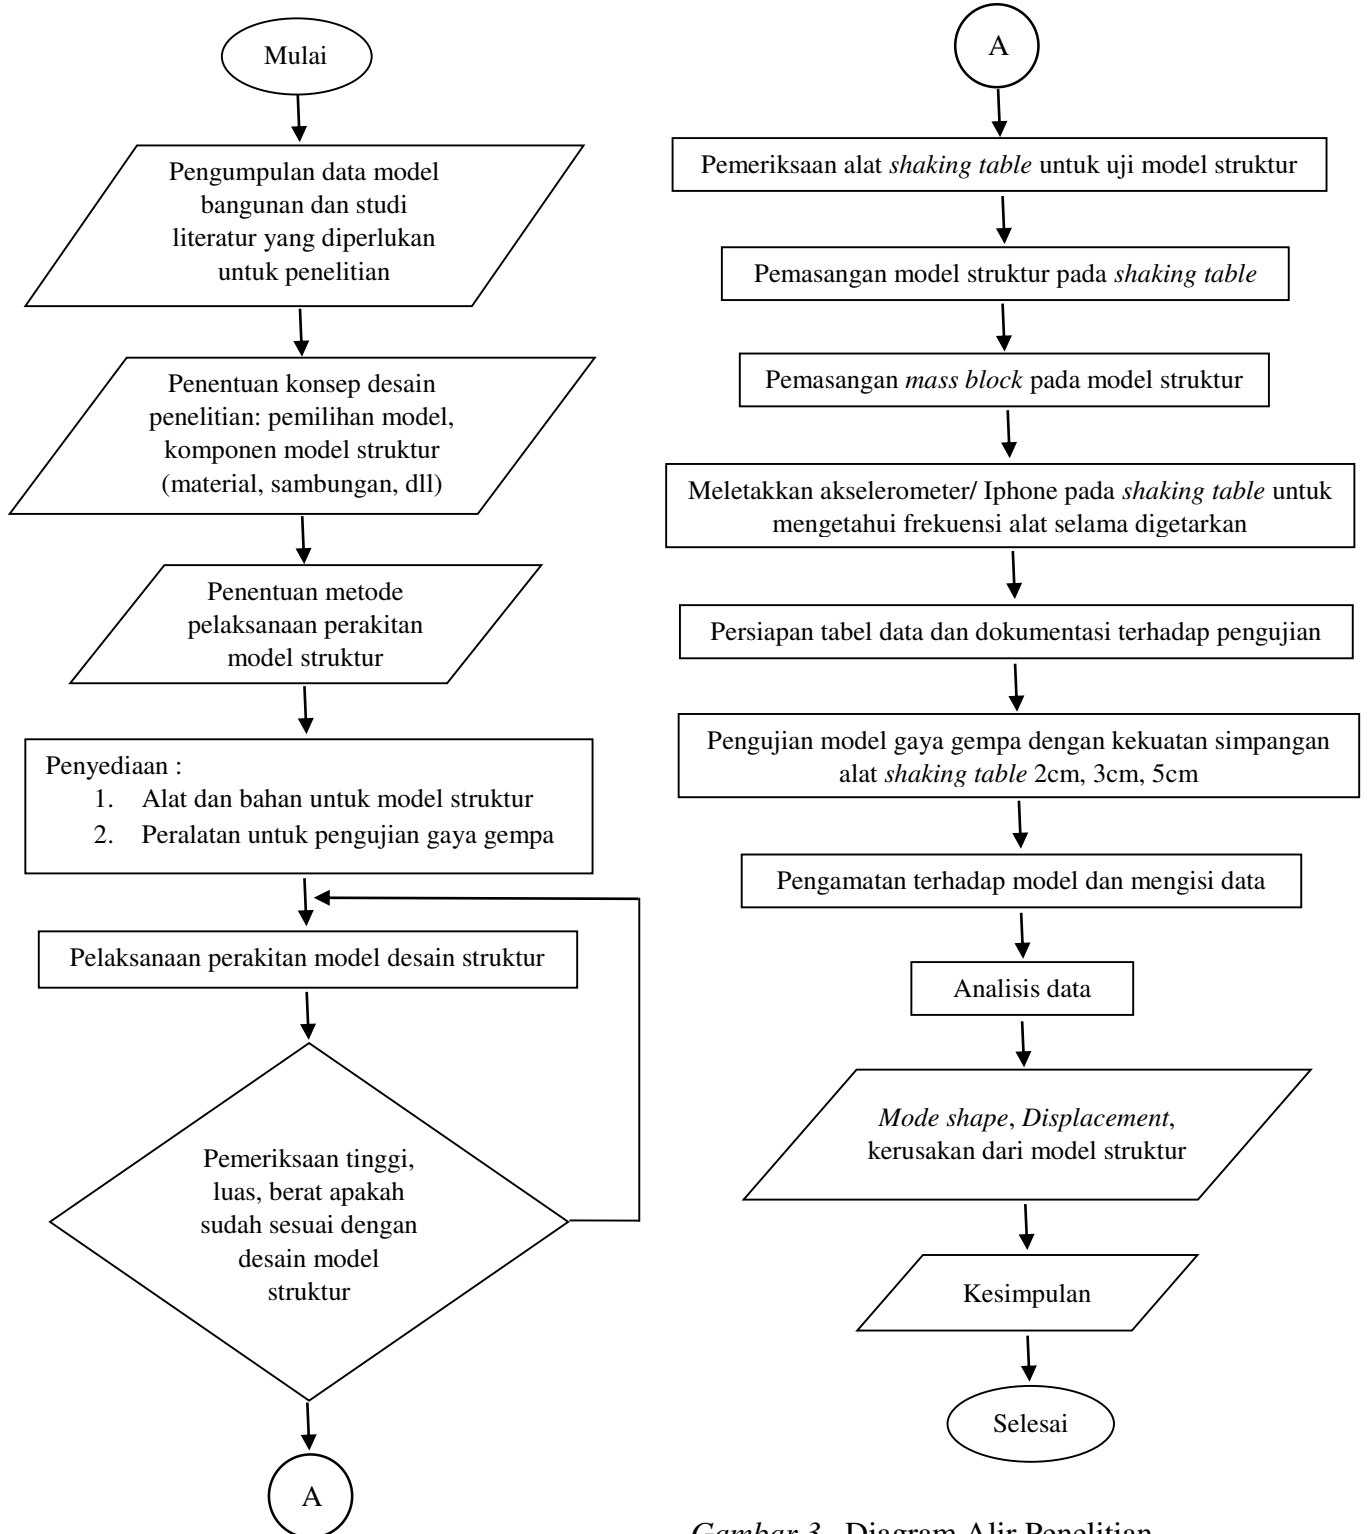 Mulai
Pengumpulan data model
bangunan dan studi
literatur yang diperlukan
untuk penelitian
Penentuan konsep desain
penelitian: pemilihan model,
komponen model struktur
(material, sambungan, dll)
Penentuan metode
pelaksanaan perakitan
model struktur
Penyediaan :
1. Alat dan bahan untuk model struktur
2. Peralatan untuk pengujian gaya gempa
Pelaksanaan perakitan model desain struktur
Pemeriksaan tinggi,
luas, berat apakah
sudah sesuai dengan
desain model
struktur
A
A
Pemeriksaan alat shaking table untuk uji model struktur
Pemasangan model struktur pada shaking table
Pemasangan mass block pada model struktur
Meletakkan akselerometer/ Iphone pada shaking table untuk
mengetahui frekuensi alat selama digetarkan
Persiapan tabel data dan dokumentasi terhadap pengujian
Pengujian model gaya gempa dengan kekuatan simpangan
alat shaking table 2cm, 3cm, 5cm
Pengamatan terhadap model dan mengisi data
Analisis data
Mode shape, Displacement,
kerusakan dari model struktur
Kesimpulan
Selesai
Gambar 3. Diagram Alir Penelitian